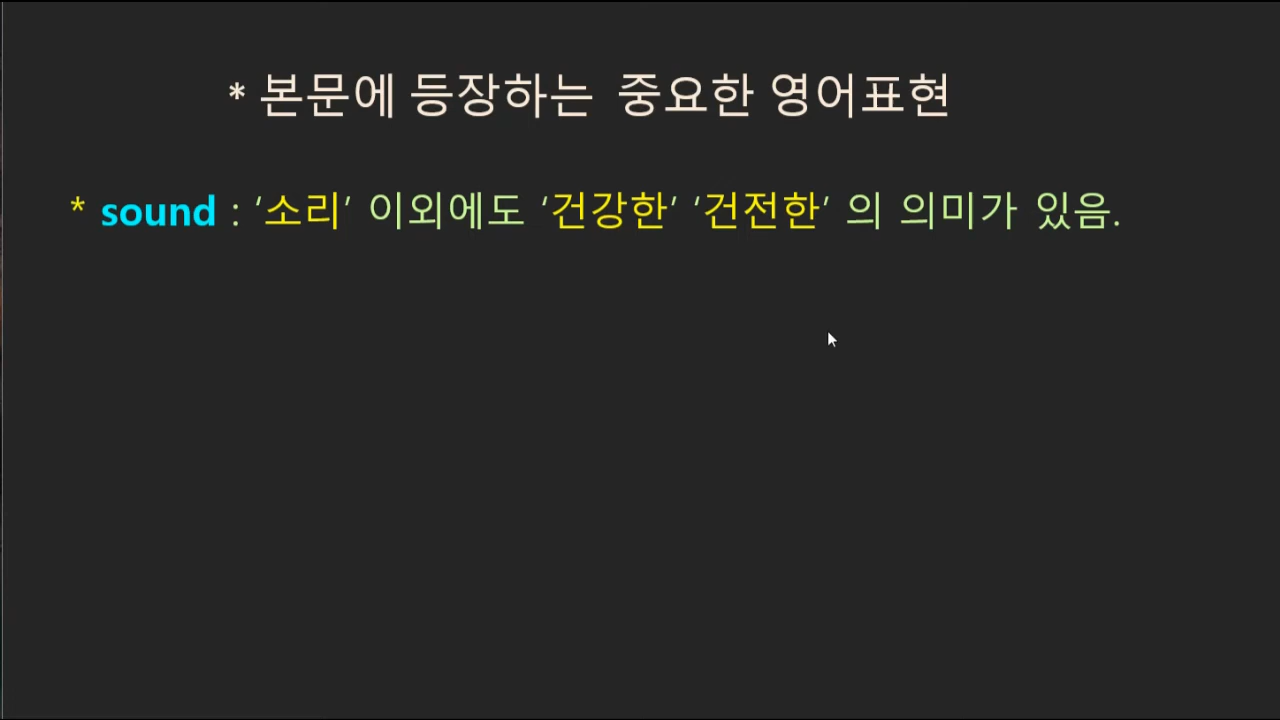 * 본문에 등장하는 중요한 영어표현
* sound : ‘소리’ 이외에도 ‘건강한’ ‘건전한’ 의 의미가 있음.